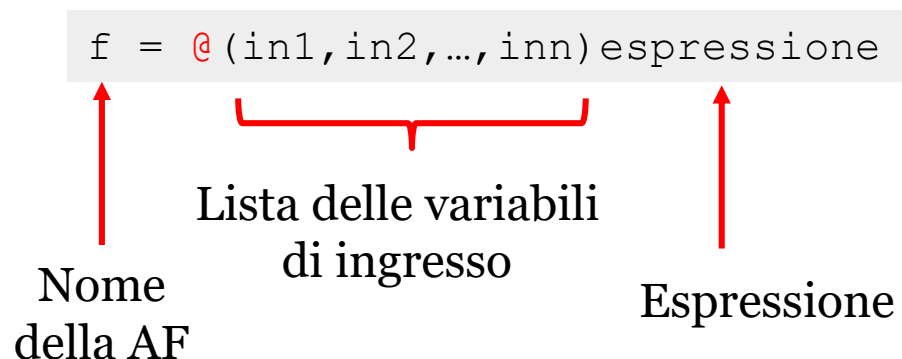 f = @(in1,in2,…,inn)espressione
Lista delle variabili
di ingresso
Nome
della AF
Espressione